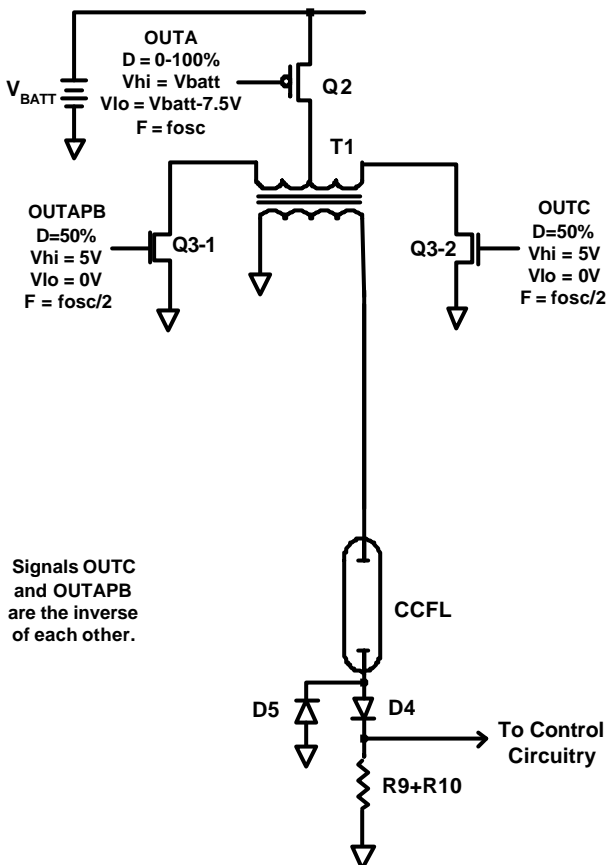 OUTA
D = 0-100%
Vhi = Vbatt
Vlo = Vbatt-7.5V
F = fosc
VBATT
Q2
T1
OUTAPB
D=50%
Vhi = 5V
Vlo = 0V
F = fosc/2
Q3-1
Q3-2
OUTC
D=50%
Vhi = 5V
Vlo = 0V
F = fosc/2
Signals OUTC
and OUTAPB
are the inverse
of each other.
CCFL
D5
D4
To Control
Circuitry
R9+R10